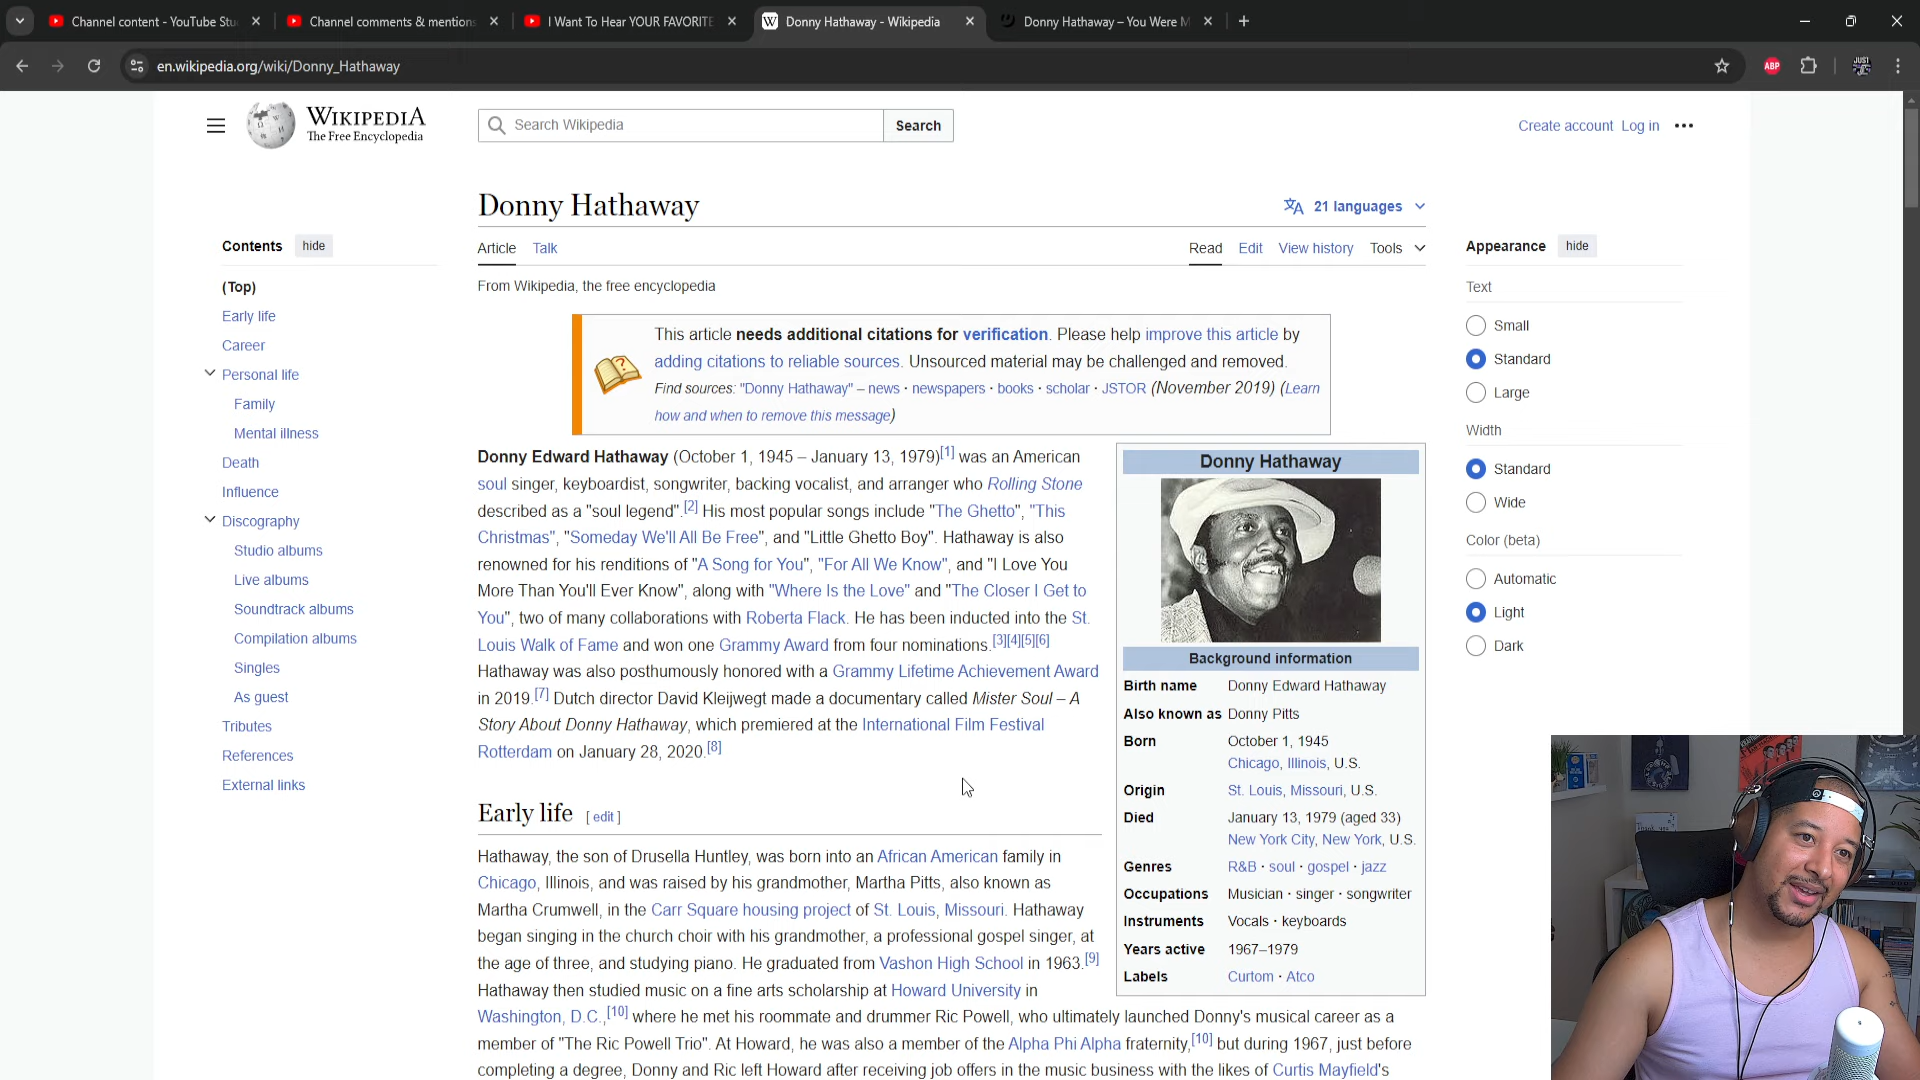 Channel content - YouTube Stu
Channel comments & mentions
I Want To Hear YOUR FAVORITE
Donny Hathaway - Wikipedia
Donny Hathaway – You Were M
en.wikipedia.org/wiki/Donny_Hathaway
ABP
WIKIPEDIA
The Free Encyclopedia
Search Wikipedia
Search
Create account Log in
Donny Hathaway
21 languages
Article Talk
Read Edit View history Tools
From Wikipedia, the free encyclopedia
Contents hide
(Top)
Early life
Career
Personal life
Family
Mental illness
Death
Influence
Discography
Studio albums
Live albums
Soundtrack albums
Compilation albums
Singles
As guest
Tributes
References
External links
This article needs additional citations for verification. Please help improve this article by
adding citations to reliable sources. Unsourced material may be challenged and removed.
Find sources: "Donny Hathaway" – news · newspapers · books · scholar · JSTOR (November 2019) (Learn
how and when to remove this message)
Donny Edward Hathaway (October 1, 1945 – January 13, 1979)[1] was an American
soul singer, keyboardist, songwriter, backing vocalist, and arranger who Rolling Stone
described as a "soul legend".[2] His most popular songs include "The Ghetto", "This
Christmas", "Someday We'll All Be Free", and "Little Ghetto Boy". Hathaway is also
renowned for his renditions of "A Song for You", "For All We Know", and "I Love You
More Than You'll Ever Know", along with "Where Is the Love" and "The Closer I Get to
You", two of many collaborations with Roberta Flack. He has been inducted into the St.
Louis Walk of Fame and won one Grammy Award from four nominations.[3][4][5][6]
Hathaway was also posthumously honored with a Grammy Lifetime Achievement Award
in 2019.[7] Dutch director David Kleijwegt made a documentary called Mister Soul – A
Story About Donny Hathaway, which premiered at the International Film Festival
Rotterdam on January 28, 2020.[8]
Early life [ edit ]
Hathaway, the son of Drusella Huntley, was born into an African American family in
Chicago, Illinois, and was raised by his grandmother, Martha Pitts, also known as
Martha Crumwell, in the Carr Square housing project of St. Louis, Missouri. Hathaway
began singing in the church choir with his grandmother, a professional gospel singer, at
the age of three, and studying piano. He graduated from Vashon High School in 1963.[9]
Hathaway then studied music on a fine arts scholarship at Howard University in
Washington, D.C.,[10] where he met his roommate and drummer Ric Powell, who ultimately launched Donny's musical career as a
member of "The Ric Powell Trio". At Howard, he was also a member of the Alpha Phi Alpha fraternity,[10] but during 1967, just before
completing a degree, Donny and Ric left Howard after receiving job offers in the music business with the likes of Curtis Mayfield's
Donny Hathaway
Background information
Birth name Donny Edward Hathaway
Also known as Donny Pitts
Born October 1, 1945
Chicago, Illinois, U.S.
Origin St. Louis, Missouri, U.S.
Died January 13, 1979 (aged 33)
New York City, New York, U.S.
Genres R&B · soul · gospel · jazz
Occupations Musician · singer · songwriter
Instruments Vocals · keyboards
Years active 1967–1979
Labels Curtom · Atco
Appearance hide
Text
Small
Standard
Large
Width
Standard
Wide
Color (beta)
Automatic
Light
Dark